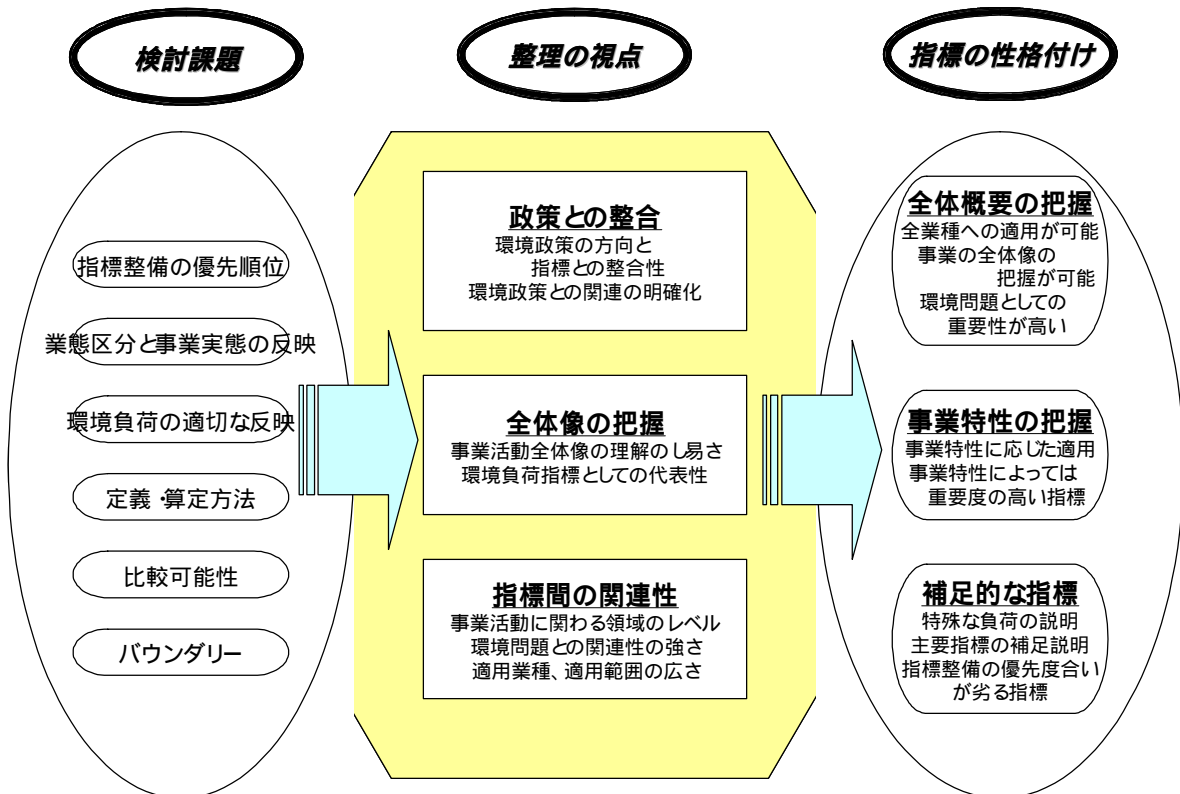 検討課題
整理の視点
指標の性格付け
指標整備の優先順位
業態区分と事業実態の反映
環境負荷の適切な反映
定義・算定方法
比較可能性
バウンダリー
政策との整合
環境政策の方向と
指標との整合性
環境政策との関連の明確化
全体像の把握
事業活動全体像の理解のし易さ
環境負荷指標としての代表性
指標間の関連性
事業活動に関わる領域のレベル
環境問題との関連性の強さ
適用業種、適用範囲の広さ
全体概要の把握
全業種への適用が可能
事業の全体像の
把握が可能
環境問題としての
重要性が高い
事業特性の把握
事業特性に応じた適用
事業特性によっては
重要度の高い指標
補足的な指標
特殊な負荷の説明
主要指標の補足説明
指標整備の優先度合い
が劣る指標